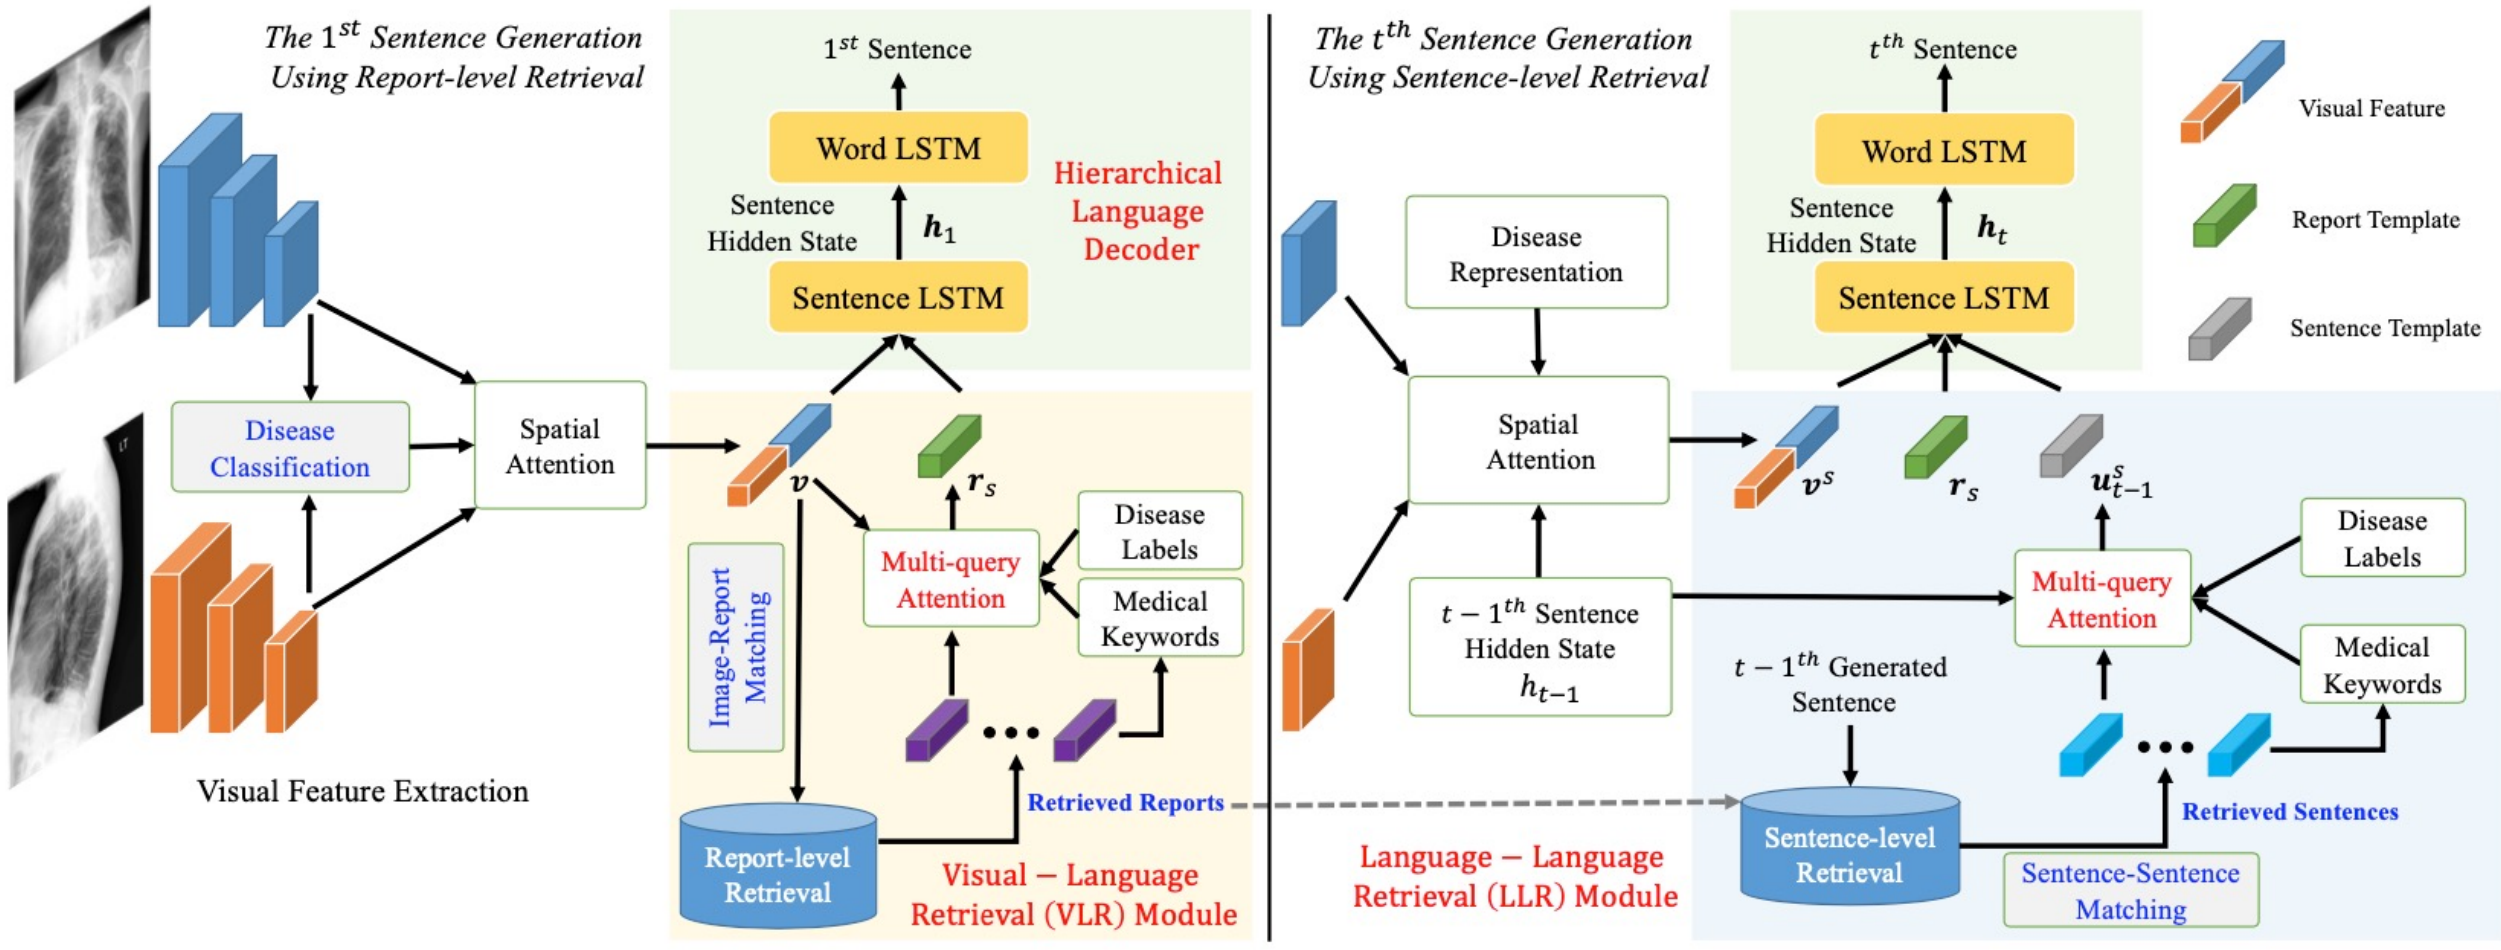 The 1st Sentence Generation
Using Report-level Retrieval
LT
Disease
Classification
Spatial
Attention
Visual Feature Extraction
1st Sentence
Word LSTM
Sentence
Hidden State
h1
Sentence LSTM
Hierarchical
Language
Decoder
v
rs
Disease
Labels
Multi-query
Attention
Medical
Keywords
Image-Report
Matching
Retrieved Reports
Report-level
Retrieval
Visual – Language
Retrieval (VLR) Module
The tth Sentence Generation
Using Sentence-level Retrieval
Disease
Representation
Spatial
Attention
t − 1th Sentence
Hidden State
ht−1
Language – Language
Retrieval (LLR) Module
tth Sentence
Word LSTM
Sentence
Hidden State
ht
Sentence LSTM
vs
rs
ust−1
Disease
Labels
Multi-query
Attention
Medical
Keywords
t − 1th Generated
Sentence
Retrieved Sentences
Sentence-level
Retrieval
Sentence-Sentence
Matching
Visual Feature
Report Template
Sentence Template